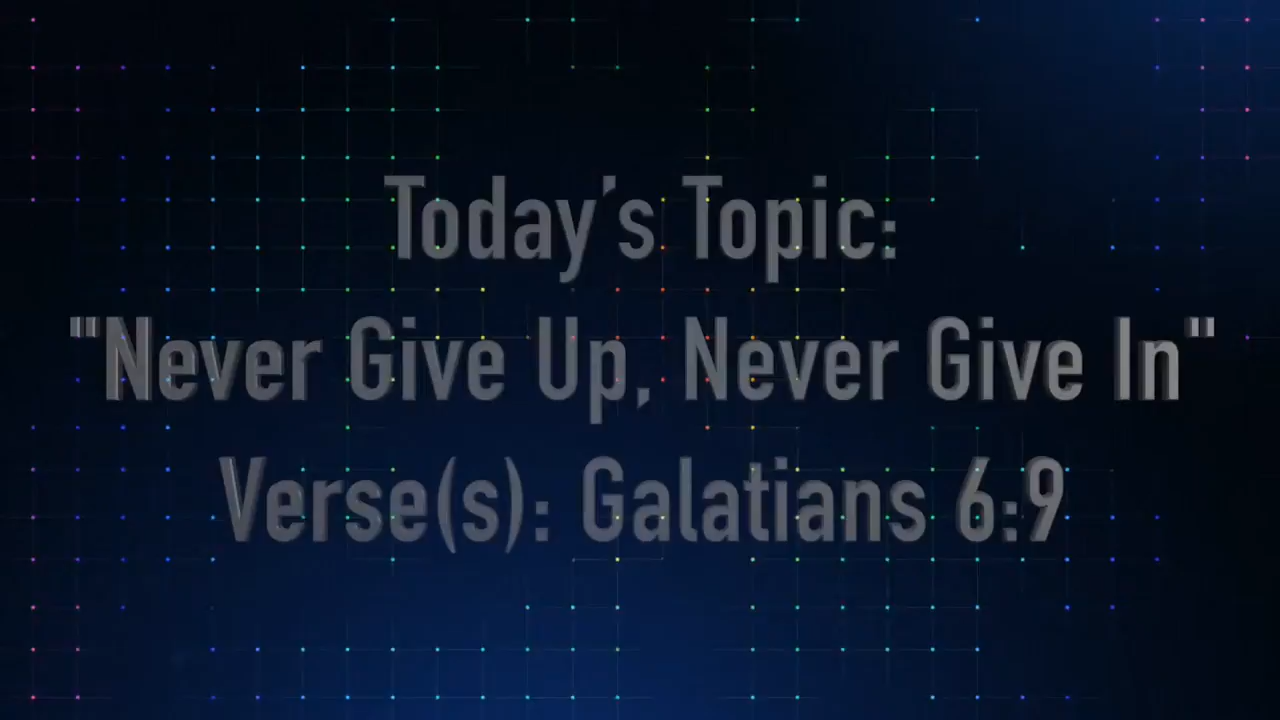 Today’s Topic:
"Never Give Up, Never Give In"
Verse(s): Galatians 6:9